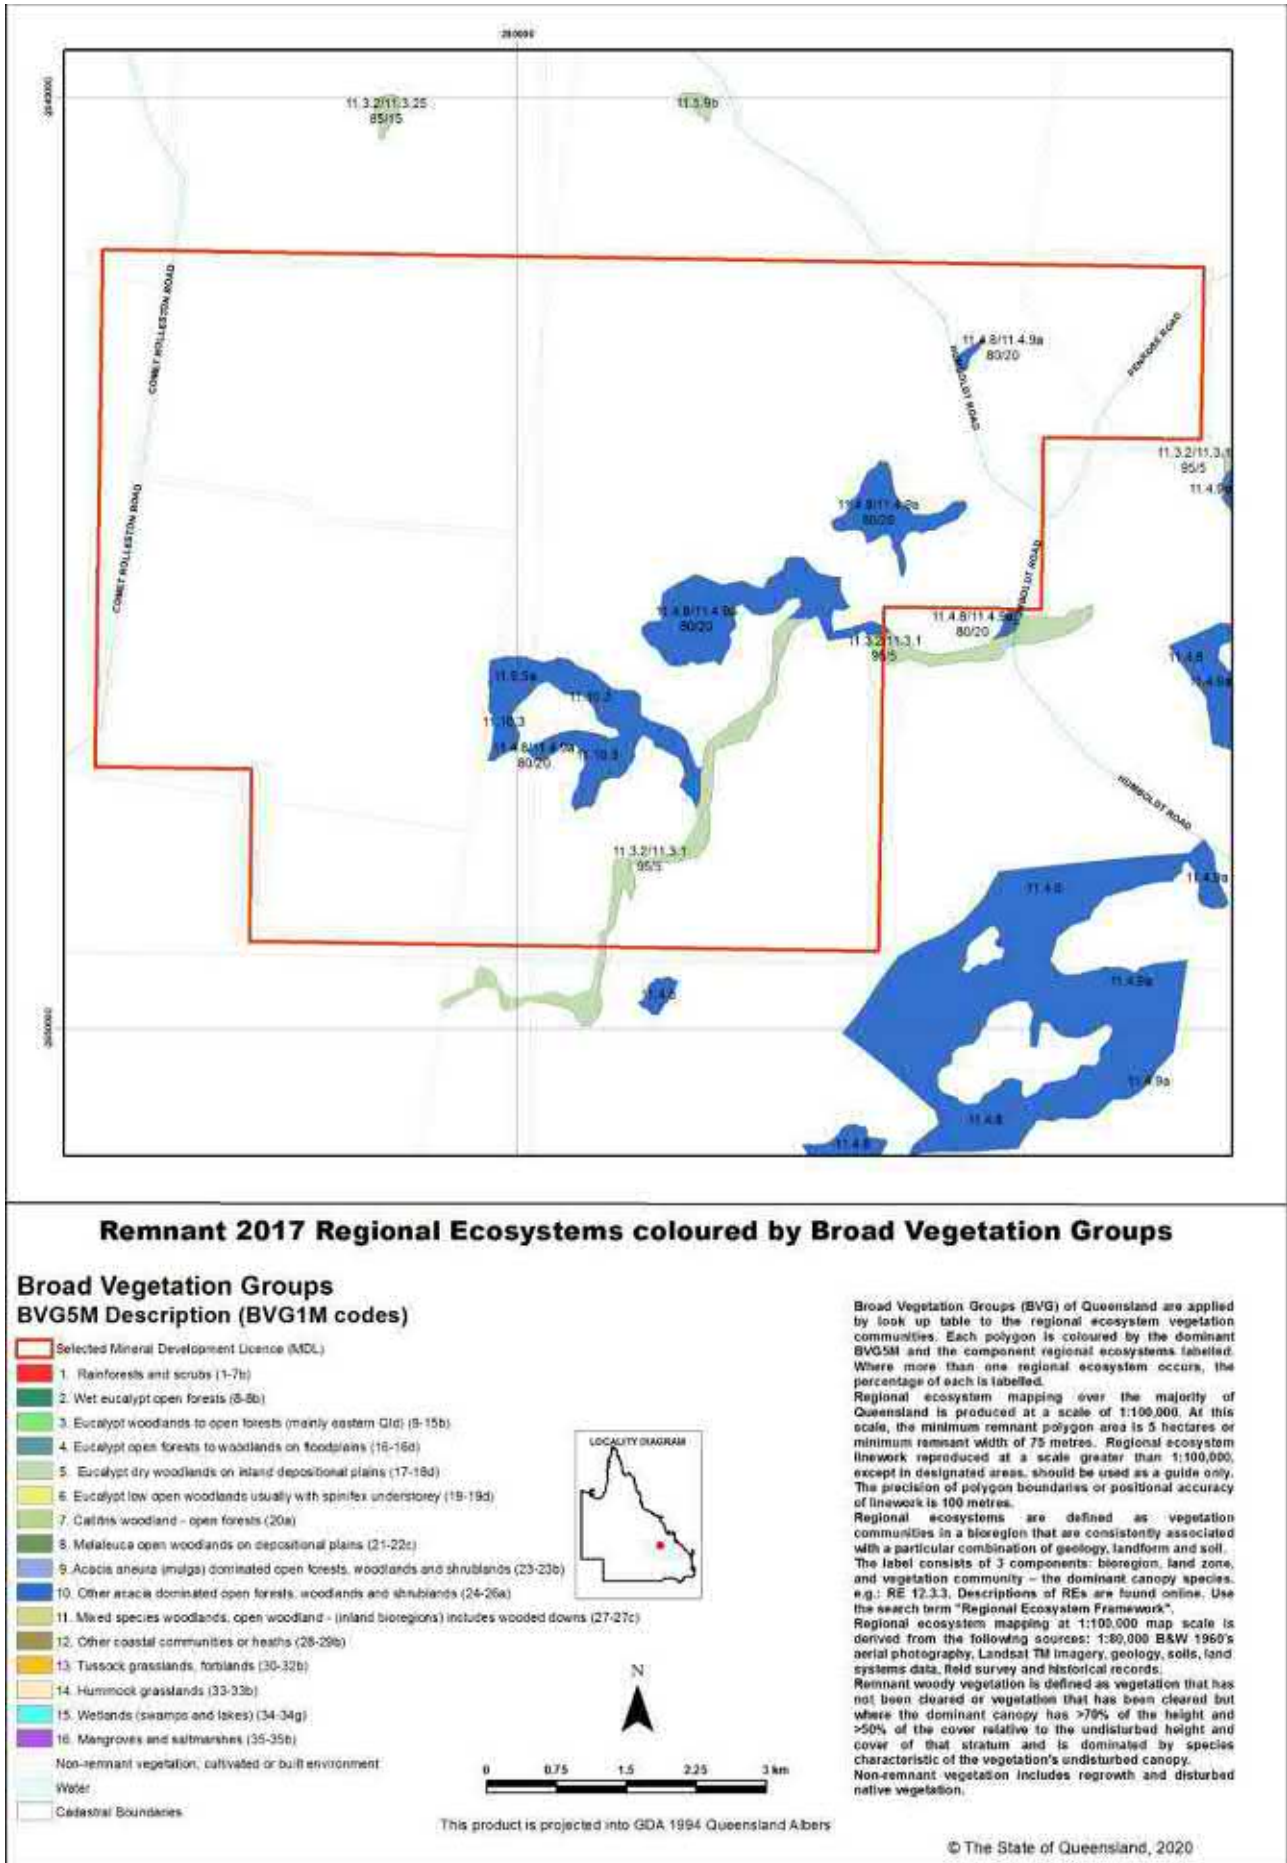 280000
11.3.2/11.3.25
85/15
COMET ROLLESTON ROAD
11.4.8/11.4.9a
80/20
HUMBOLDT ROAD
PENROSE ROAD
11.3.2/11.3.1
95/5
11.4.9a
11.4.8/11.4.9a
80/20
COMET ROLLESTON ROAD
HUMBOLDT ROAD
11.4.8/11.4.9a
80/20
11.4.8/11.4.9a
80/20
11.3.2/11.3.1
95/5
11.4.8
11.4.9a
11.9.5a
11.10.3
11.10.3
11.4.8/11.4.9a
80/20
11.10.3
HUMBOLDT ROAD
11.3.2/11.3.1
95/5
11.4.8
11.4.9a
11.4.9a
11.4.8
11.4.9a
11.4.8
11.4.8
Remnant 2017 Regional Ecosystems coloured by Broad Vegetation Groups
Broad Vegetation Groups
BVG5M Description (BVG1M codes)
Selected Mineral Development Licence (MDL)
1. Rainforests and scrubs (1-7b)
2. Wet eucalypt open forests (8-8b)
3. Eucalypt woodlands to open forests (mainly eastern Qld) (9-15b)
4. Eucalypt open forests to woodlands on floodplains (16-16d)
5. Eucalypt dry woodlands on inland depositional plains (17-18d)
6. Eucalypt low open woodlands usually with spinifex understorey (19-19d)
7. Callitris woodland - open forests (20a)
8. Melaleuca open woodlands on depositional plains (21-22c)
9. Acacia aneura (mulga) dominated open forests, woodlands and shrublands (23-23b)
10. Other acacia dominated open forests, woodlands and shrublands (24-26a)
11. Mixed species woodlands, open woodland - (inland bioregions) includes wooded downs (27-27c)
12. Other coastal communities or heaths (28-29b)
13. Tussock grasslands, forblands (30-32b)
14. Hummock grasslands (33-33b)
15. Wetlands (swamps and lakes) (34-34g)
16. Mangroves and saltmarshes (35-35b)
Non-remnant vegetation, cultivated or built environment
Water
Cadastral Boundaries
LOCALITY DIAGRAM
N
0 0.75 1.5 2.25 3 km
This product is projected into GDA 1994 Queensland Albers
Broad Vegetation Groups (BVG) of Queensland are applied
by look up table to the regional ecosystem vegetation
communities. Each polygon is coloured by the dominant
BVG5M and the component regional ecosystems labelled.
Where more than one regional ecosystem occurs, the
percentage of each is labelled.
Regional ecosystem mapping over the majority of
Queensland is produced at a scale of 1:100,000. At this
scale, the minimum remnant polygon area is 5 hectares or
minimum remnant width of 75 metres. Regional ecosystem
linework reproduced at a scale greater than 1:100,000,
except in designated areas, should be used as a guide only.
The precision of polygon boundaries or positional accuracy
of linework is 100 metres.
Regional ecosystems are defined as vegetation
communities in a bioregion that are consistently associated
with a particular combination of geology, landform and soil.
The label consists of 3 components: bioregion, land zone,
and vegetation community – the dominant canopy species.
e.g.: RE 12.3.3. Descriptions of REs are found online. Use
the search term "Regional Ecosystem Framework".
Regional ecosystem mapping at 1:100,000 map scale is
derived from the following sources: 1:80,000 B&W 1960's
aerial photography, Landsat TM imagery, geology, soils, land
systems data, field survey and historical records.
Remnant woody vegetation is defined as vegetation that has
not been cleared or vegetation that has been cleared but
where the dominant canopy has >70% of the height and
>50% of the cover relative to the undisturbed height and
cover of that stratum and is dominated by species
characteristic of the vegetation's undisturbed canopy.
Non-remnant vegetation includes regrowth and disturbed
native vegetation.
© The State of Queensland, 2020